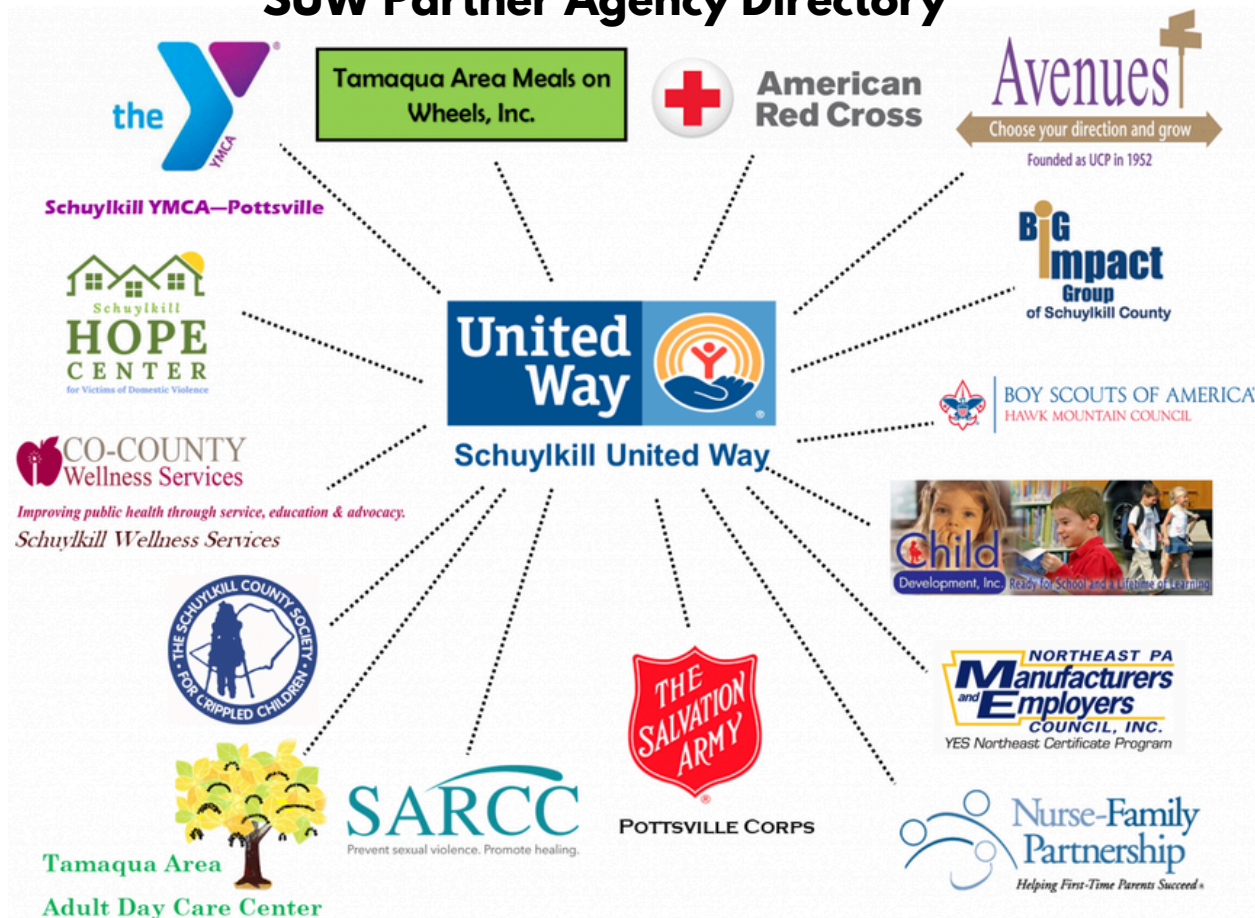 SUW Partner Agency Directory
the
YMCA
®
Schuylkill YMCA—Pottsville
Tamaqua Area Meals on
Wheels, Inc.
American
Red Cross
Avenues
Choose your direction and grow
Founded as UCP in 1952
BiG
impact
Group
of Schuylkill County
Schuylkill
HOPE
CENTER
for Victims of Domestic Violence
United
Way
®
Schuylkill United Way
BOY SCOUTS OF AMERICA
HAWK MOUNTAIN COUNCIL
CO-COUNTY
Wellness Services
Improving public health through service, education & advocacy.
Schuylkill Wellness Services
Child
Development, Inc.
Ready for School and a Lifetime of Learning
THE SCHUYLKILL COUNTY SOCIETY
• FOR CRIPPLED CHILDREN •
THE
SALVATION
ARMY
®
POTTSVILLE CORPS
NORTHEAST PA
Manufacturers
and Employers
COUNCIL, INC.
YES Northeast Certificate Program
Tamaqua Area
Adult Day Care Center
SARCC
Prevent sexual violence. Promote healing.
Nurse-Family
Partnership
Helping First-Time Parents Succeed®